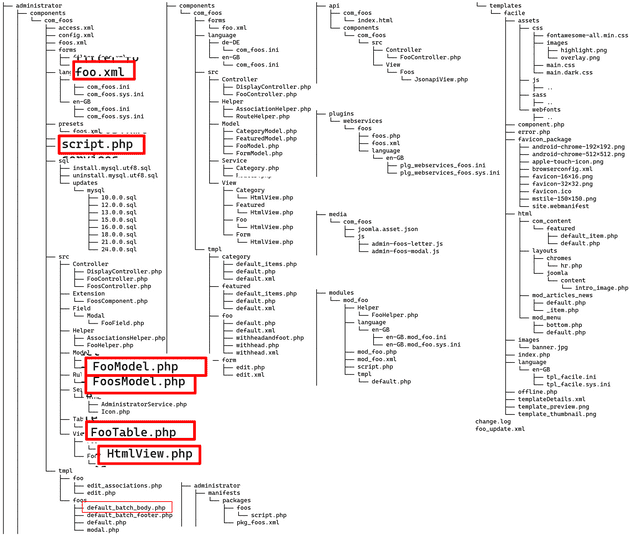 administrator
components
com_foos
access.xml
config.xml
foos.xml
forms
foo.xml
com_foos.ini
com_foos.sys.ini
en-GB
com_foos.ini
com_foos.sys.ini
presets
foos.xml
script.php
sql
install.mysql.utf8.sql
uninstall.mysql.utf8.sql
updates
mysql
10.0.0.sql
12.0.0.sql
13.0.0.sql
15.0.0.sql
16.0.0.sql
18.0.0.sql
21.0.0.sql
24.0.0.sql
src
Controller
DisplayController.php
FooController.php
FoosController.php
Extension
FoosComponent.php
Field
Modal
FooField.php
Helper
AssociationsHelper.php
FooHelper.php
FooModel.php
FoosModel.php
AdministratorService.php
Icon.php
FooTable.php
HtmlView.php
tmpl
foo
edit_associations.php
edit.php
foos
default_batch_body.php
default_batch_footer.php
default.php
modal.php
components
com_foos
forms
foo.xml
language
de-DE
com_foos.ini
en-GB
com_foos.ini
src
Controller
DisplayController.php
FooController.php
Helper
AssociationHelper.php
RouteHelper.php
Model
CategoryModel.php
FeaturedModel.php
FooModel.php
FormModel.php
Service
Category.php
View
Category
HtmlView.php
Featured
HtmlView.php
Foo
HtmlView.php
Form
HtmlView.php
tmpl
category
default_items.php
default.php
default.xml
featured
default_items.php
default.php
default.xml
foo
default.php
default.xml
withheadandfoot.php
withhead.php
withhead.xml
form
edit.php
edit.xml
administrator
manifests
packages
foos
script.php
pkg_foos.xml
api
com_foos
index.html
components
com_foos
src
Controller
FooController.php
View
Foos
JsonapiView.php
plugins
webservices
foos
foos.php
foos.xml
language
en-GB
plg_webservices_foos.ini
plg_webservices_foos.sys.ini
media
com_foos
joomla.asset.json
js
admin-foos-letter.js
admin-foos-modal.js
modules
mod_foo
Helper
FooHelper.php
language
en-GB
en-GB.mod_foo.ini
en-GB.mod_foo.sys.ini
mod_foo.php
mod_foo.xml
script.php
tmpl
default.php
templates
facile
assets
css
fontawesome-all.min.css
images
highlight.png
overlay.png
main.css
main.dark.css
js
..
sass
..
webfonts
..
component.php
error.php
favicon_package
android-chrome-192×192.png
android-chrome-512×512.png
apple-touch-icon.png
browserconfig.xml
favicon-16×16.png
favicon-32×32.png
favicon.ico
mstile-150×150.png
site.webmanifest
html
com_content
featured
default_item.php
default.php
layouts
chromes
hr.php
joomla
content
intro_image.php
mod_articles_news
default.php
_item.php
mod_menu
bottom.php
default.php
images
banner.jpg
index.php
language
en-GB
tpl_facile.ini
tpl_facile.sys.ini
offline.php
templateDetails.xml
template_preview.png
template_thumbnail.png
change.log
foo_update.xml